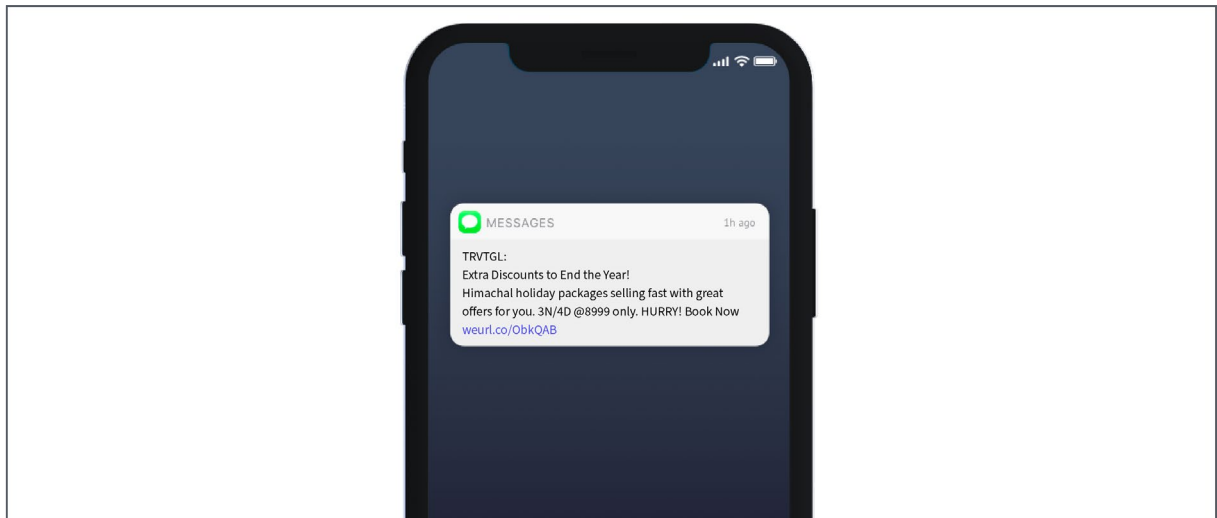 MESSAGES 1h ago
TRVTGL:
Extra Discounts to End the Year!
Himachal holiday packages selling fast with great
offers for you. 3N/4D @8999 only. HURRY! Book Now
weurl.co/ObkQAB